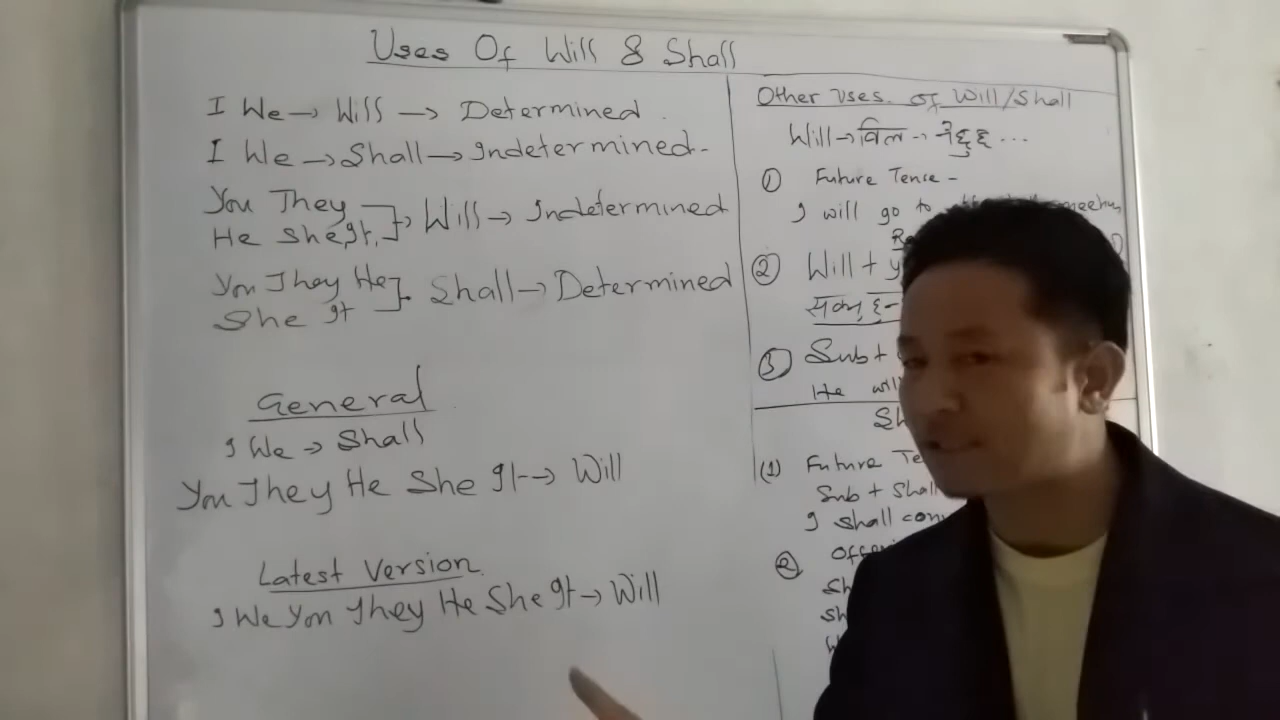 Uses Of Will & Shall
I We → Will → Determined.
I We → Shall → Indetermined.
You They
He She, It, → Will → Indetermined
You They He
She It Shall → Determined
General
I We → Shall
You They He She It → Will
Latest Version
I We You They He She It → Will
Other Uses of Will/Shall
Will → विल
① Future Tense -
I will go to
② Will +
③ Sub +
He will
(1) Future
Sub + Shall
I shall
②